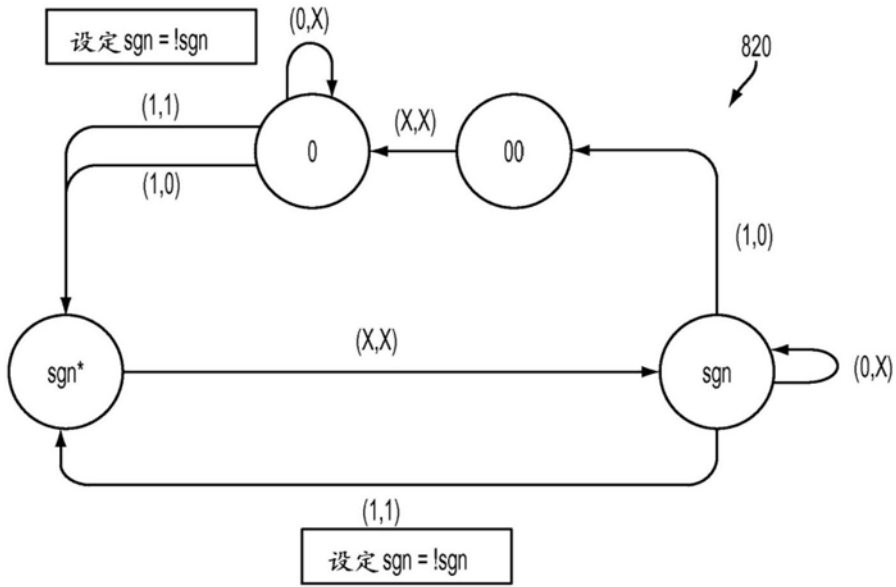 设定 sgn = !sgn
(0,X)
820
(1,1)
(X,X)
0
00
(1,0)
(1,0)
(X,X)
sgn*
sgn
(0,X)
(1,1)
设定 sgn = !sgn